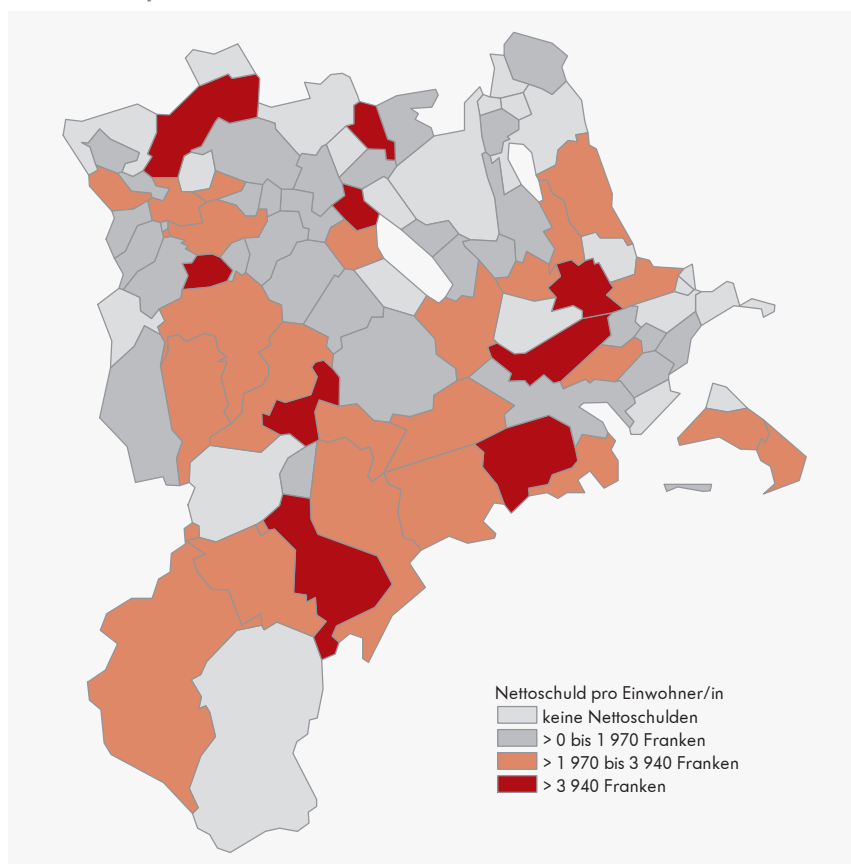 Nettoschuld pro Einwohner/in
keine Nettoschulden
> 0 bis 1 970 Franken
> 1 970 bis 3 940 Franken
> 3 940 Franken